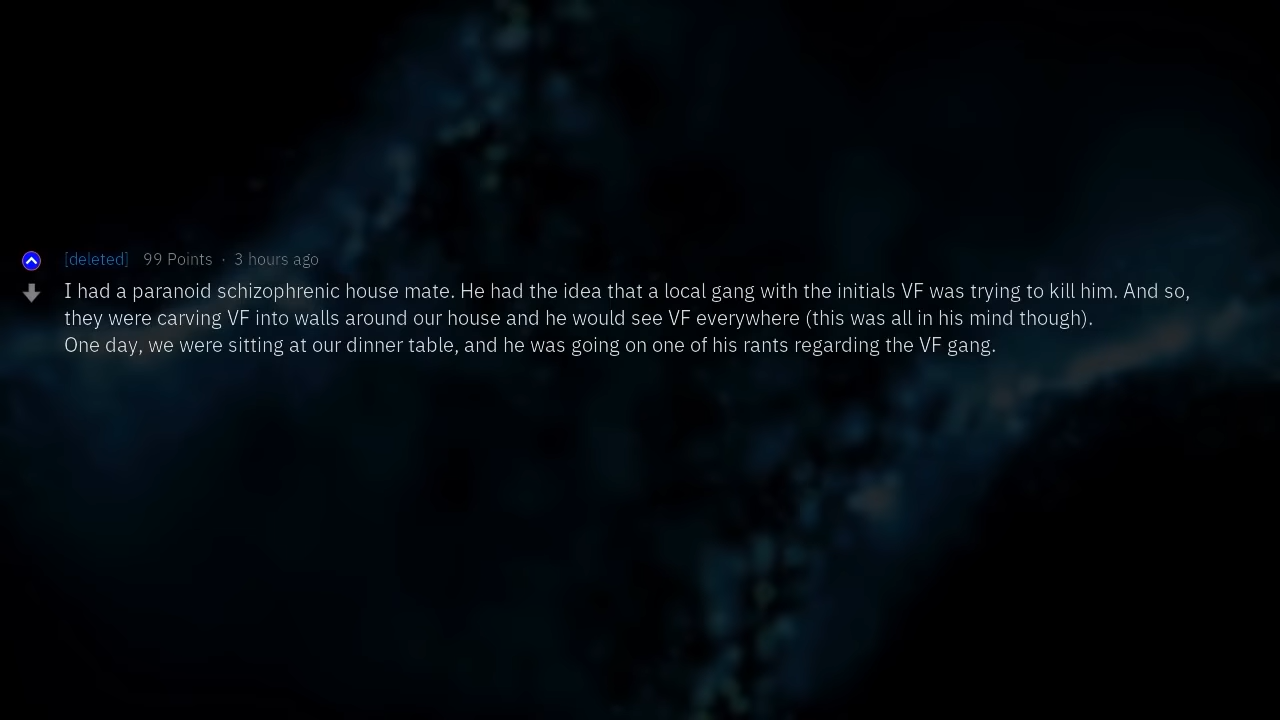 [deleted] 99 Points · 3 hours ago
I had a paranoid schizophrenic house mate. He had the idea that a local gang with the initials VF was trying to kill him. And so,
they were carving VF into walls around our house and he would see VF everywhere (this was all in his mind though).
One day, we were sitting at our dinner table, and he was going on one of his rants regarding the VF gang.